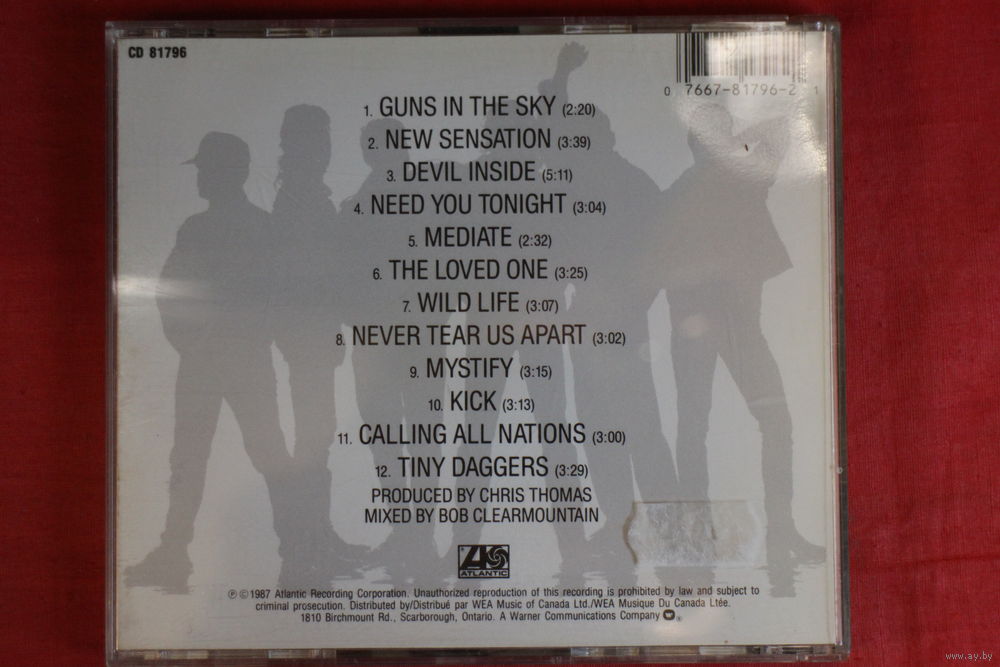 CD 81796
0 7667-81796-2 1
1. GUNS IN THE SKY (2:20)
2. NEW SENSATION (3:39)
3. DEVIL INSIDE (5:11)
4. NEED YOU TONIGHT (3:04)
5. MEDIATE (2:32)
6. THE LOVED ONE (3:25)
7. WILD LIFE (3:07)
8. NEVER TEAR US APART (3:02)
9. MYSTIFY (3:15)
10. KICK (3:13)
11. CALLING ALL NATIONS (3:00)
12. TINY DAGGERS (3:29)
PRODUCED BY CHRIS THOMAS
MIXED BY BOB CLEARMOUNTAIN
ATLANTIC
℗©1987 Atlantic Recording Corporation. Unauthorized reproduction of this recording is prohibited by law and subject to
criminal prosecution. Distributed by/Distribué par WEA Music of Canada Ltd./WEA Musique Du Canada Ltée.
1810 Birchmount Rd., Scarborough, Ontario. A Warner Communications Company ®
www.ay.by